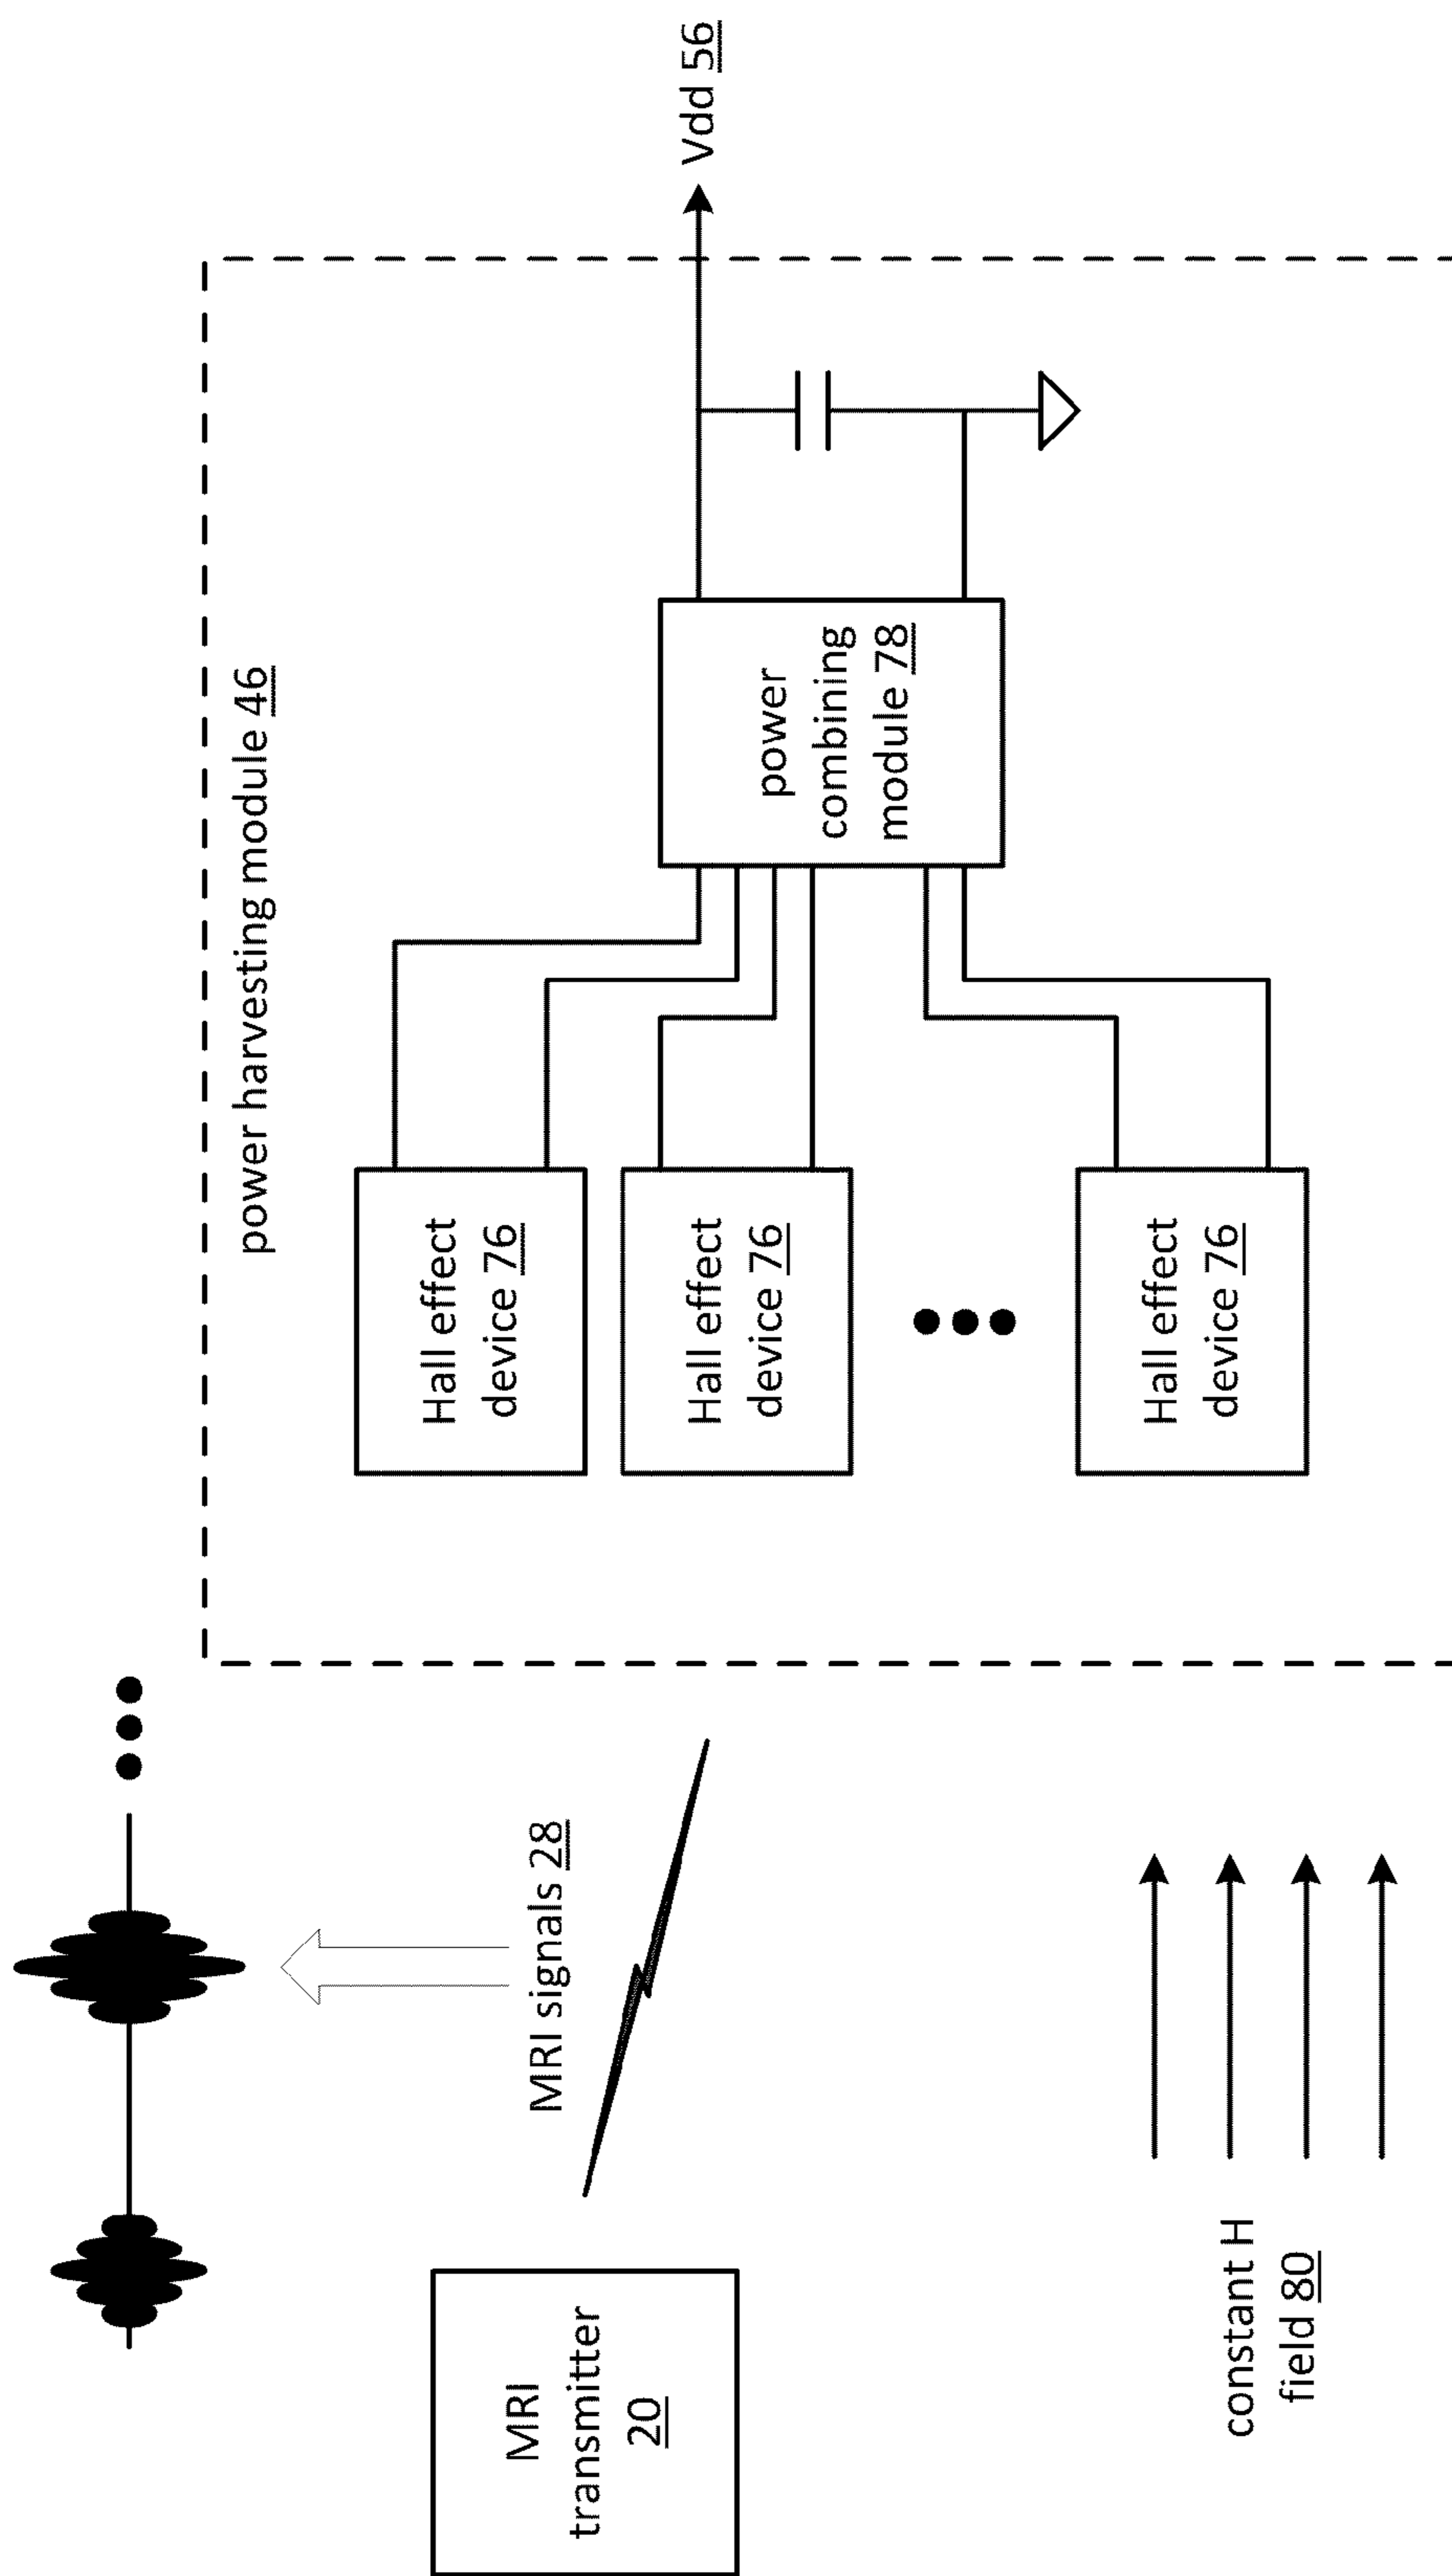 MRI
transmitter
20
MRI signals 28
constant H
field 80
power harvesting module 46
Hall effect
device 76
Hall effect
device 76
Hall effect
device 76
power
combining
module 78
Vdd 56